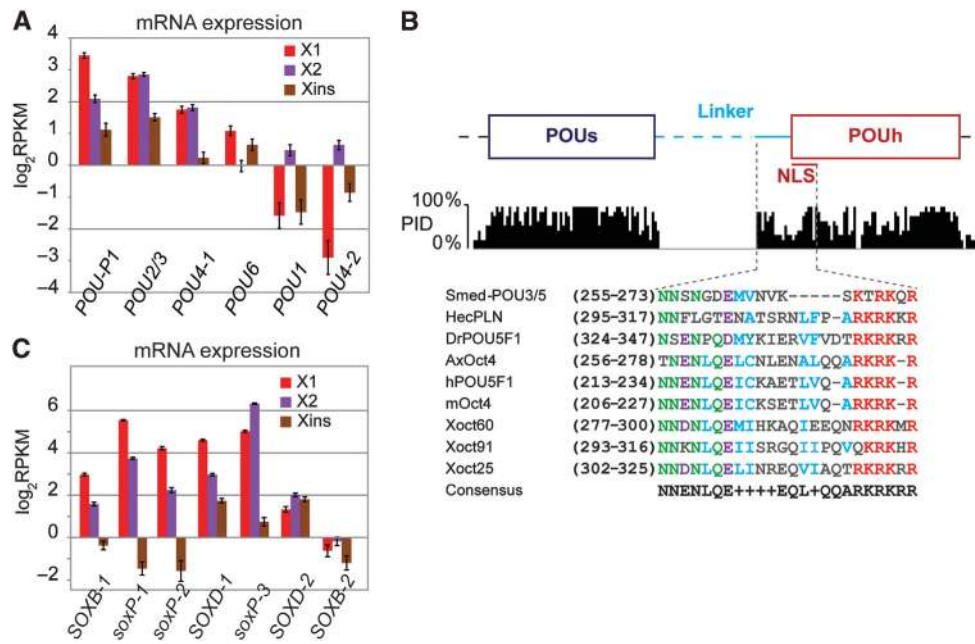 A
mRNA expression
X1
X2
Xins
log2RPKM
4
3
2
1
0
−1
−2
−3
−4
POU-P1
POU2/3
POU4-1
POU6
POU1
POU4-2
B
Linker
POUs
POUh
NLS
100%
PID
0%
Smed-POU3/5 (255-273) NNSNGDEMVNVK-----SKTRKQR
HecPLN (295-317) NNFLGTENATSRNLFP-ARKRKKR
DrPOU5F1 (324-347) NSENPQDMYKIERVFVDTRKRKRR
AxOct4 (256-278) TNENLQELCNLENALQQARKRK-R
hPOU5F1 (213-234) NNENLQEICKAETLVQ-ARKRK-R
mOct4 (206-227) NNENLQEICKSETLVQ-ARKRK-R
Xoct60 (277-300) NNDNLQEMIHKAQIEEQNRKRKMR
Xoct91 (293-316) NNKNLQEIISRGQIIPVQRKRKHR
Xoct25 (302-325) NNDNLQELINREQVIAQTRKRKRR
Consensus NNENLQE++++EQL+QQARKRKRR
C
mRNA expression
X1
X2
Xins
log2RPKM
6
4
2
0
−2
SOXB-1
soxP-1
soxP-2
SOXD-1
soxP-3
SOXD-2
SOXB-2